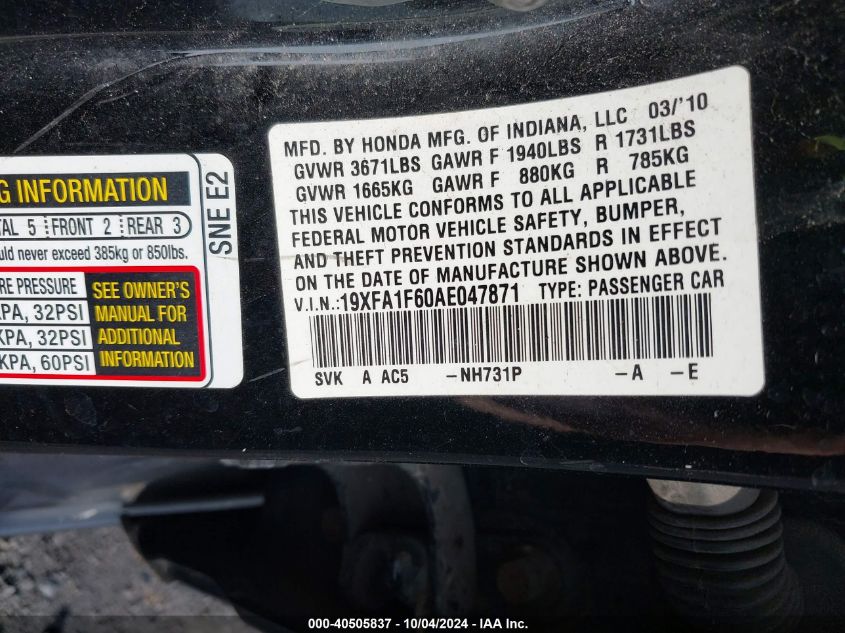 MFD. BY HONDA MFG. OF INDIANA, LLC 03/'10
GVWR 3671LBS GAWR F 1940LBS R 1731LBS
GVWR 1665KG GAWR F 880KG R 785KG
THIS VEHICLE CONFORMS TO ALL APPLICABLE
FEDERAL MOTOR VEHICLE SAFETY, BUMPER,
AND THEFT PREVENTION STANDARDS IN EFFECT
ON THE DATE OF MANUFACTURE SHOWN ABOVE.
V.I.N.:19XFA1F60AE047871 TYPE: PASSENGER CAR
SVK A AC5 -NH731P -A -E
G INFORMATION
TAL 5 FRONT 2 REAR 3
uld never exceed 385kg or 850lbs.
RE PRESSURE
KPA, 32PSI
KPA, 32PSI
KPA, 60PSI
SEE OWNER'S
MANUAL FOR
ADDITIONAL
INFORMATION
SNE E2
000-40505837 - 10/04/2024 - IAA Inc.